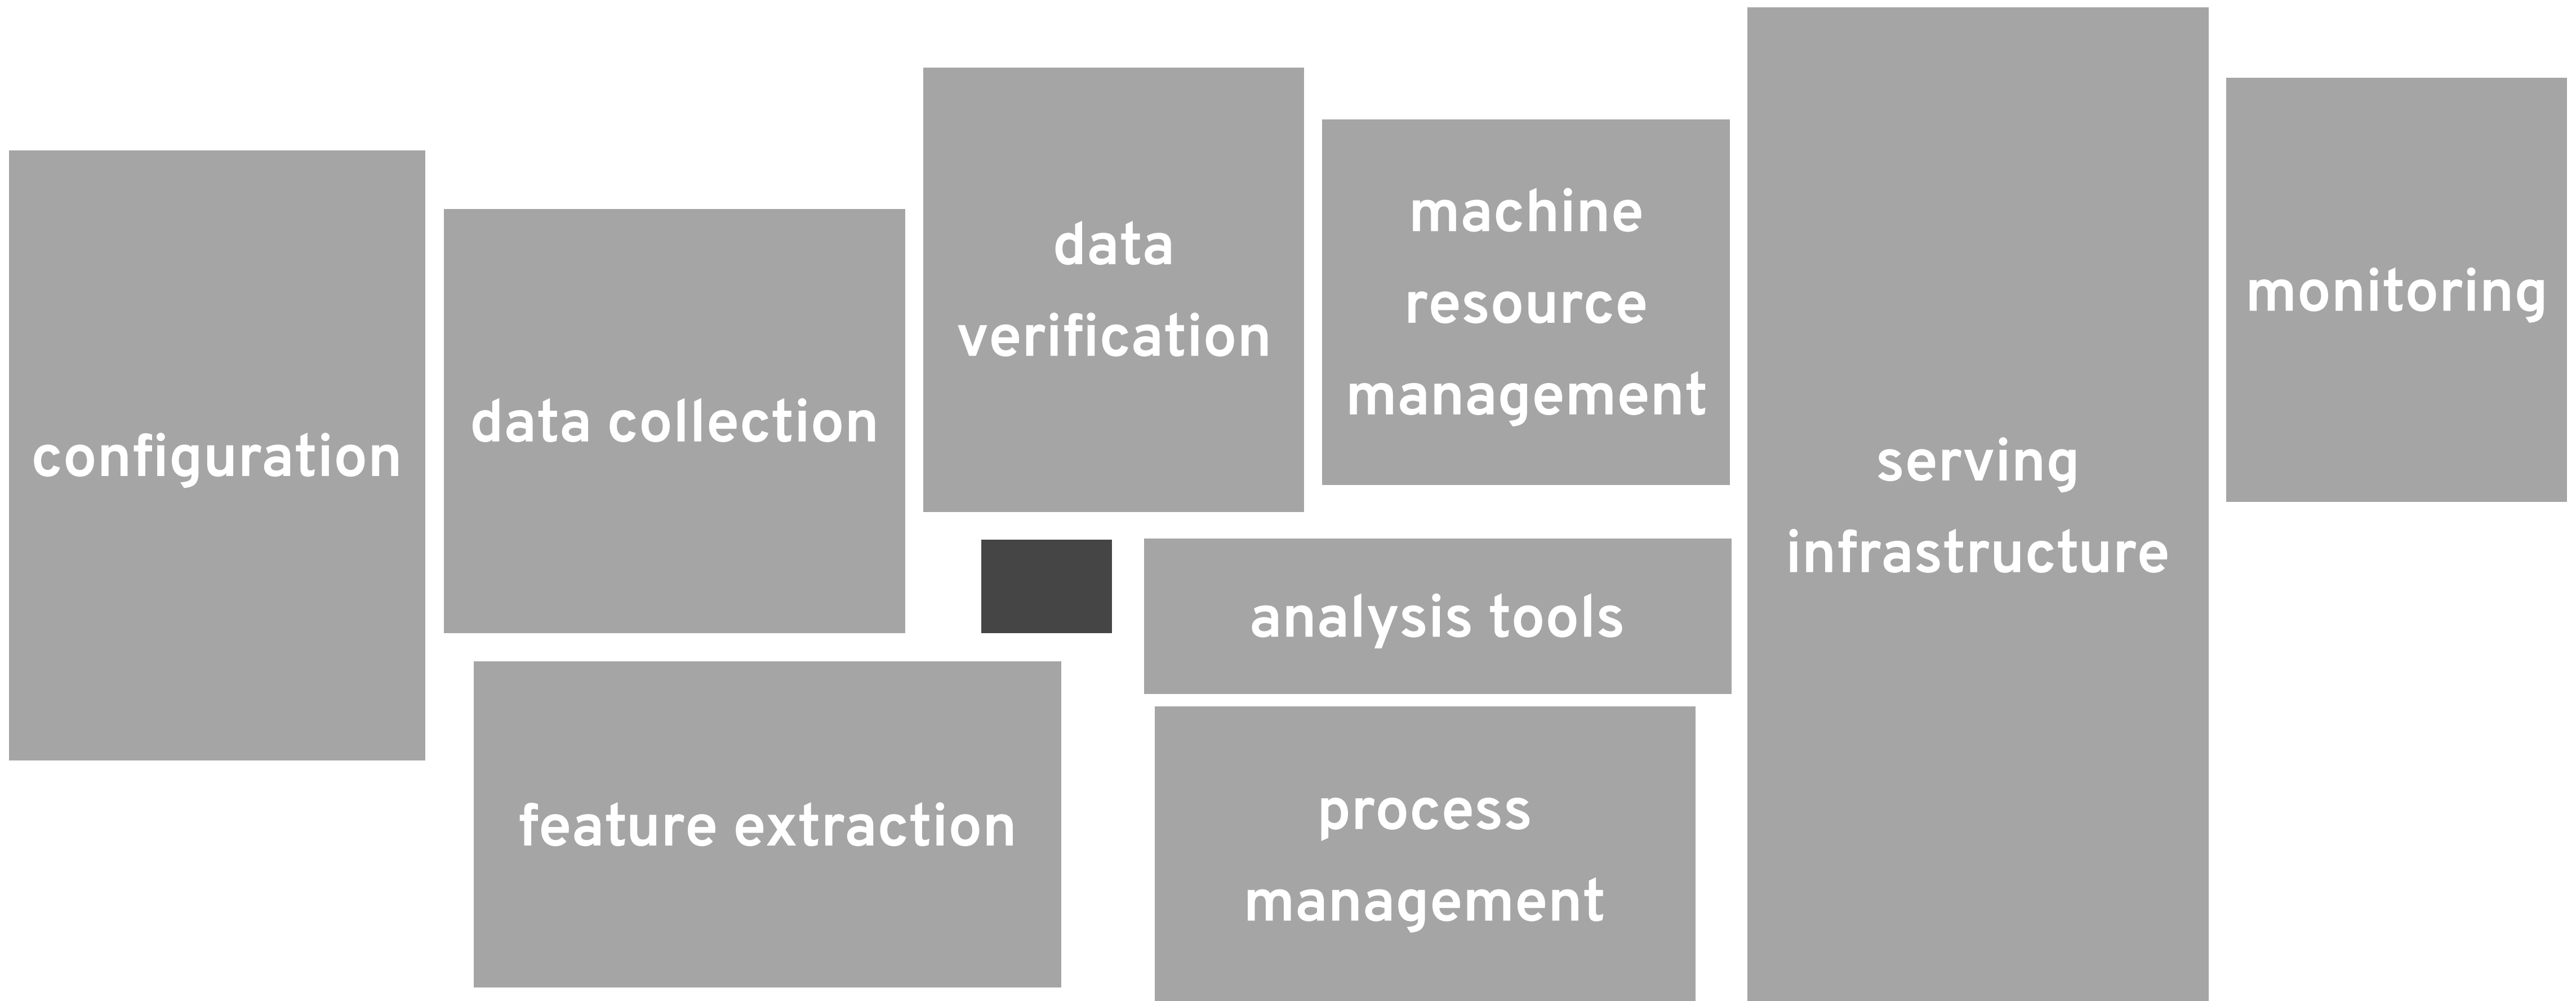 configuration
data collection
data
verification
machine
resource
management
serving
infrastructure
monitoring
analysis tools
feature extraction
process
management